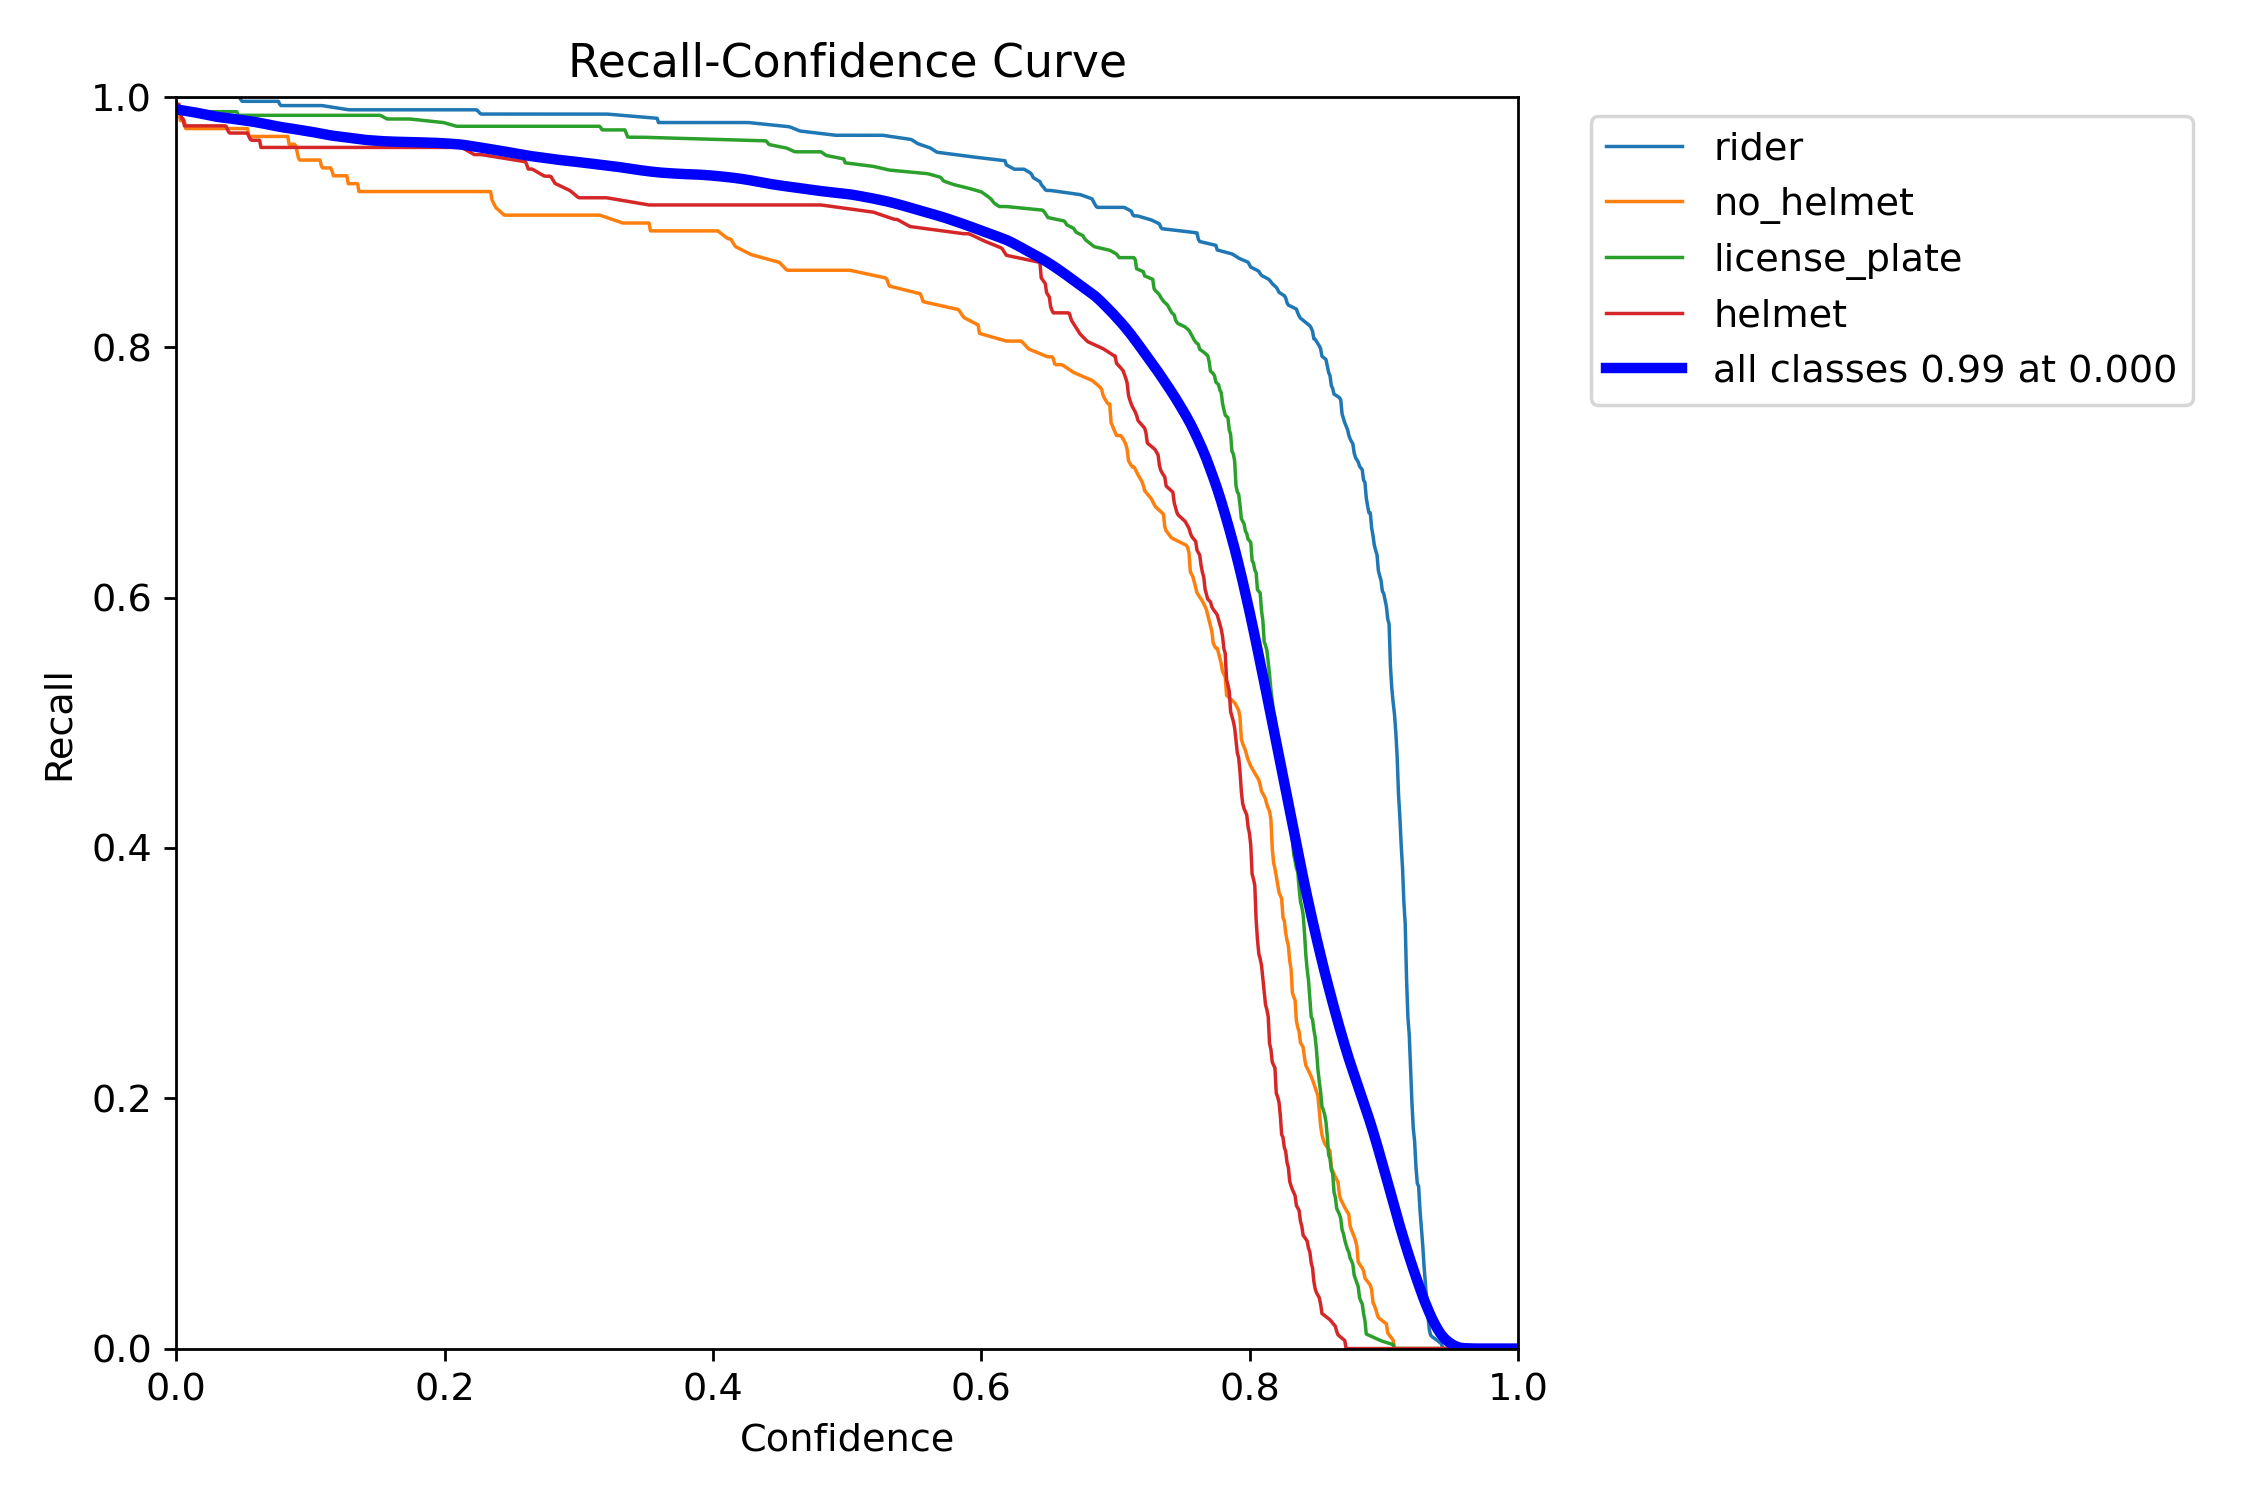 Recall-Confidence Curve
1.0
0.8
0.6
0.4
0.2
0.0
Recall
0.0 0.2 0.4 0.6 0.8 1.0
Confidence
rider
no_helmet
license_plate
helmet
all classes 0.99 at 0.000